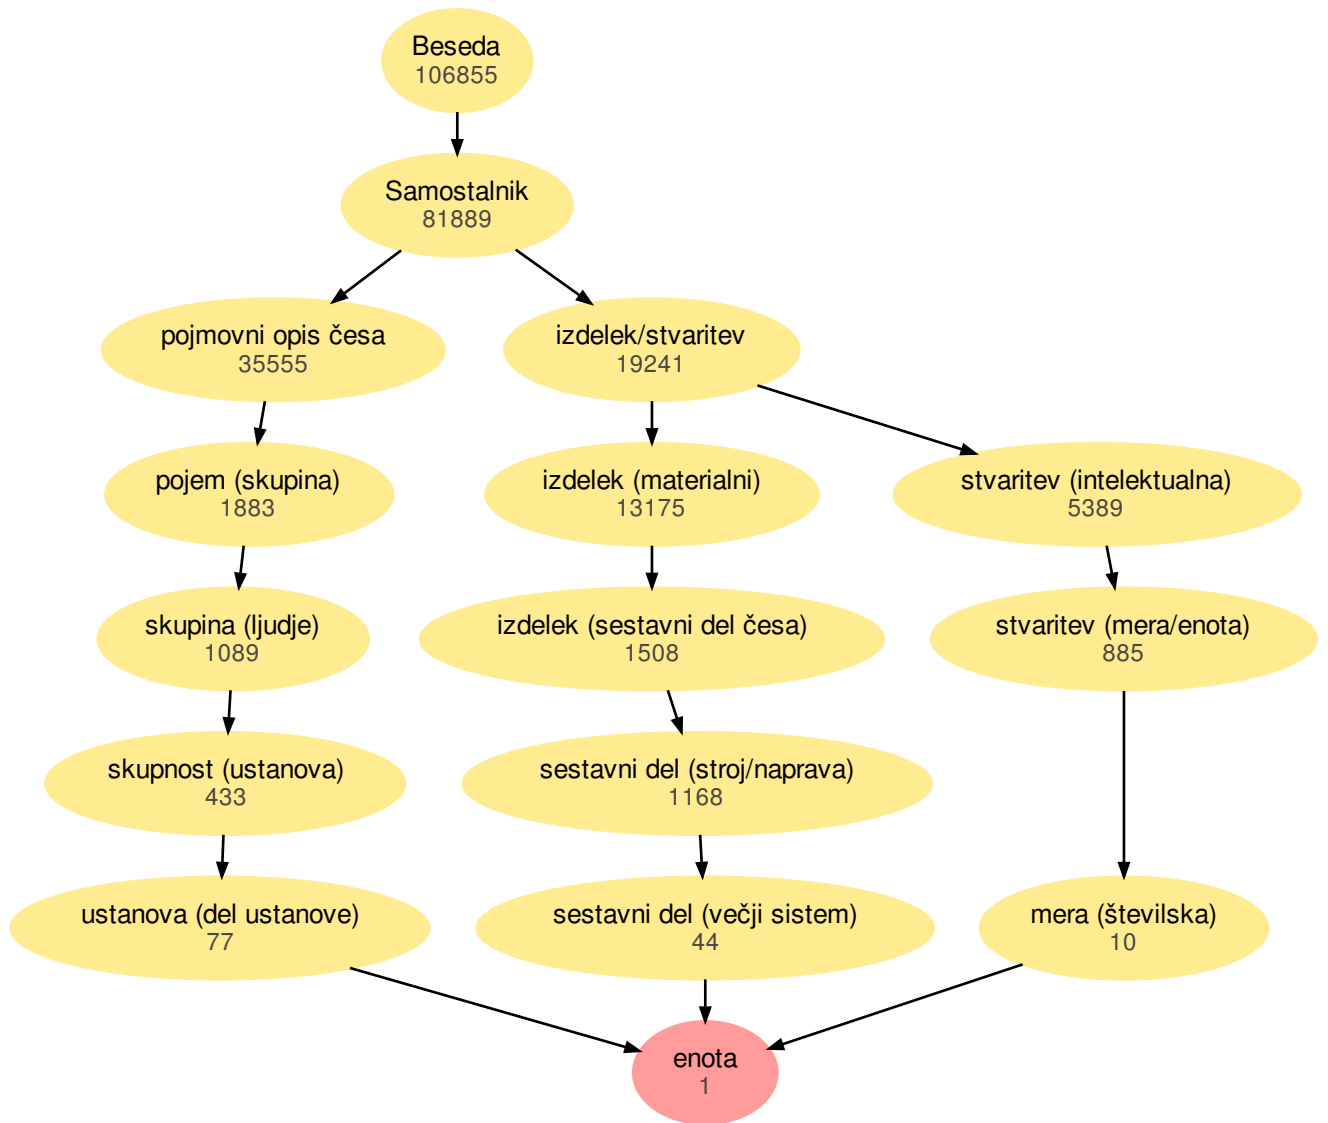 Beseda
106855
Samostalnik
81889
pojmovni opis česa
35555
izdelek/stvaritev
19241
pojem (skupina)
1883
izdelek (materialni)
13175
stvaritev (intelektualna)
5389
skupina (ljudje)
1089
izdelek (sestavni del česa)
1508
stvaritev (mera/enota)
885
skupnost (ustanova)
433
sestavni del (stroj/naprava)
1168
ustanova (del ustanove)
77
sestavni del (večji sistem)
44
mera (številska)
10
enota
1